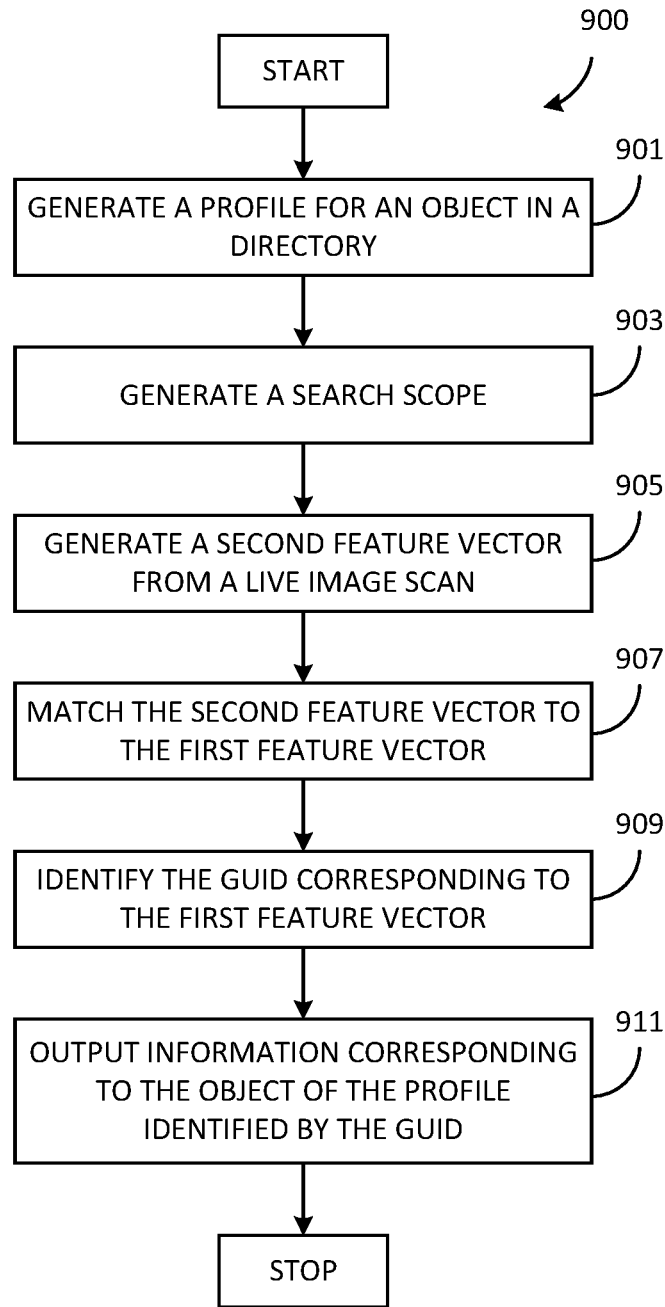 900
START
901
GENERATE A PROFILE FOR AN OBJECT IN A
DIRECTORY
903
GENERATE A SEARCH SCOPE
905
GENERATE A SECOND FEATURE VECTOR
FROM A LIVE IMAGE SCAN
907
MATCH THE SECOND FEATURE VECTOR TO
THE FIRST FEATURE VECTOR
909
IDENTIFY THE GUID CORRESPONDING TO
THE FIRST FEATURE VECTOR
911
OUTPUT INFORMATION CORRESPONDING
TO THE OBJECT OF THE PROFILE
IDENTIFIED BY THE GUID
STOP